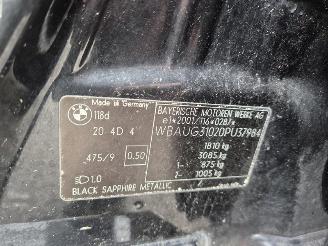 Made in Germany
118d
20 4D 4
475/9 0.50
1.0
BLACK SAPPHIRE METALLIC
BAYERISCHE MOTOREN WERKE AG
e1*2001/116*0287*
WBAUG31020PU37984
1810 kg
3085 kg
1- 875 kg
2- 1005 kg